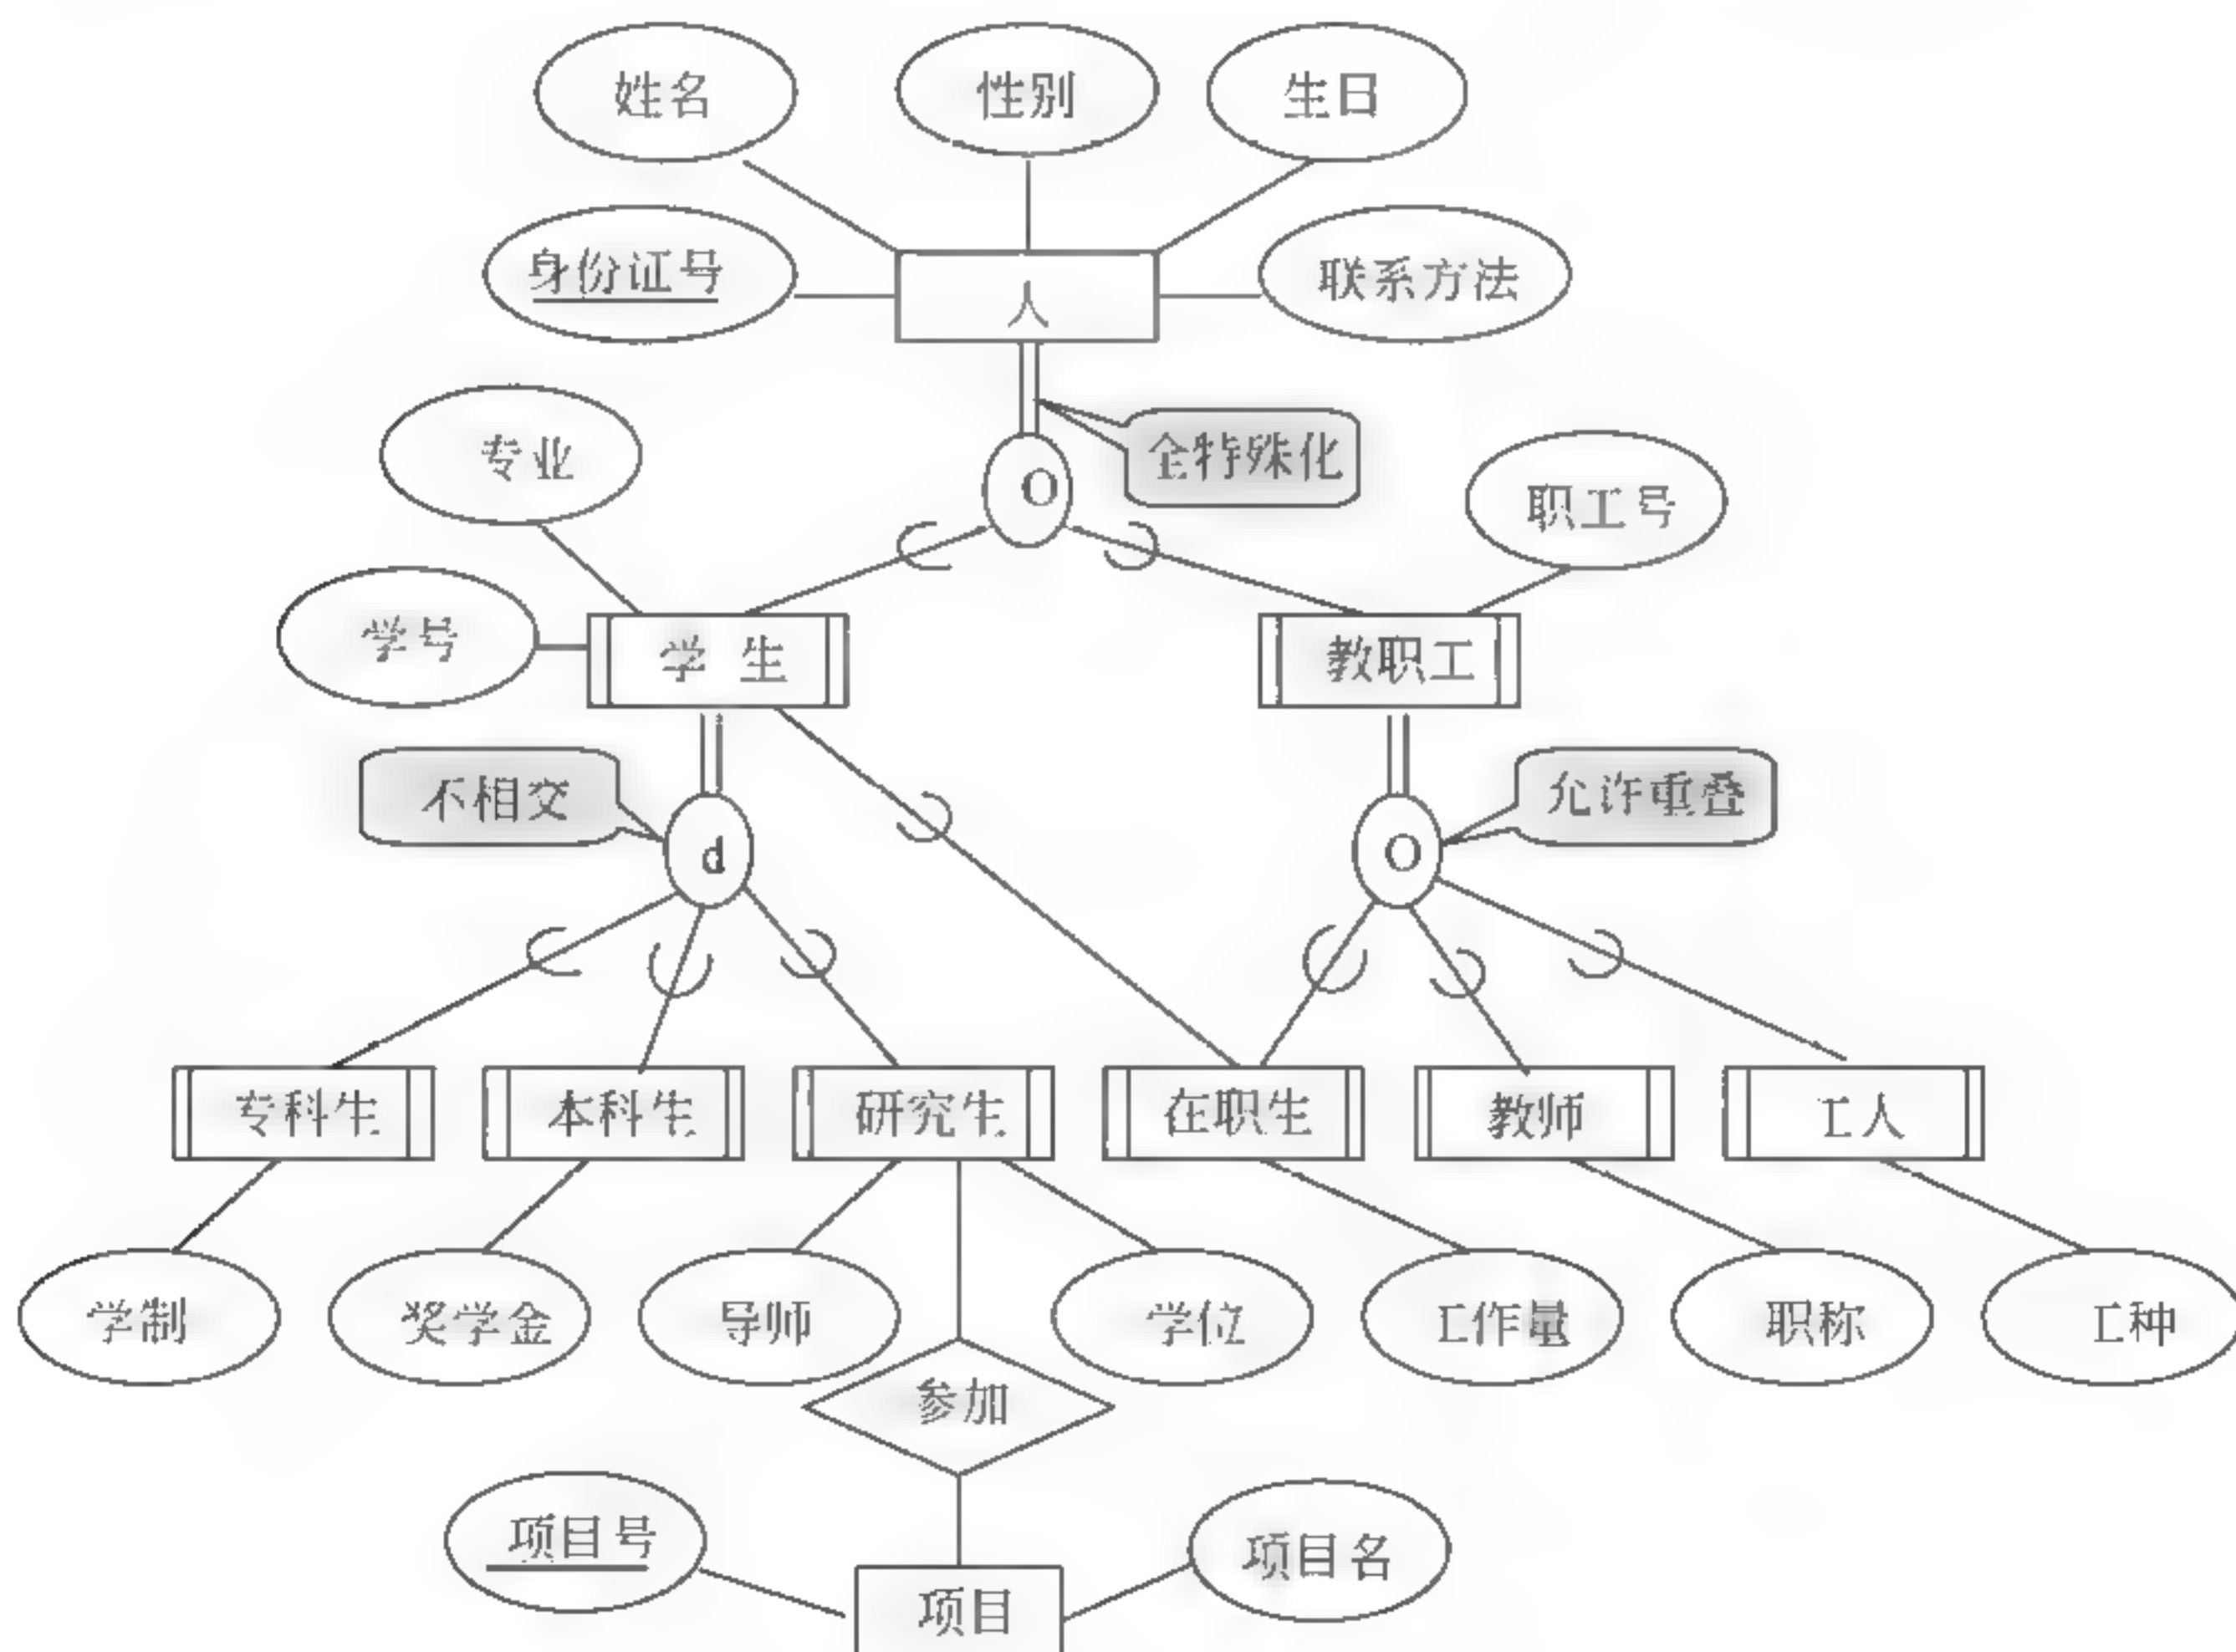 姓名
性别
生日
身份证号
人
联系方法
专业
全特殊化
O
职工号
学号
学 生
教职工
不相交
允许重叠
d
O
专科生
本科生
研究生
在职生
教师
工人
学制
奖学金
导师
学位
工作量
职称
工种
参加
项目号
项目名
项目